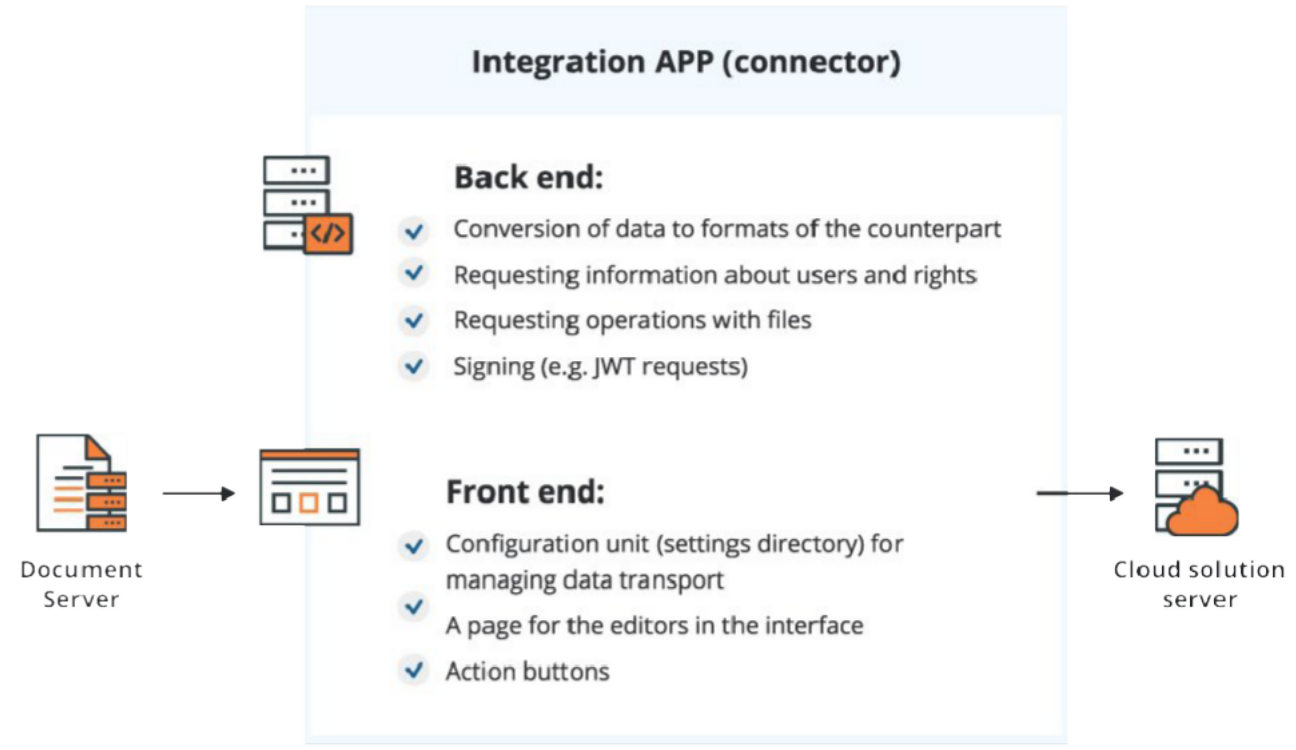 Integration APP (connector)
Back end:
Conversion of data to formats of the counterpart
Requesting information about users and rights
Requesting operations with files
Signing (e.g. JWT requests)
Document
Server
Front end:
Configuration unit (settings directory) for
managing data transport
A page for the editors in the interface
Action buttons
Cloud solution
server